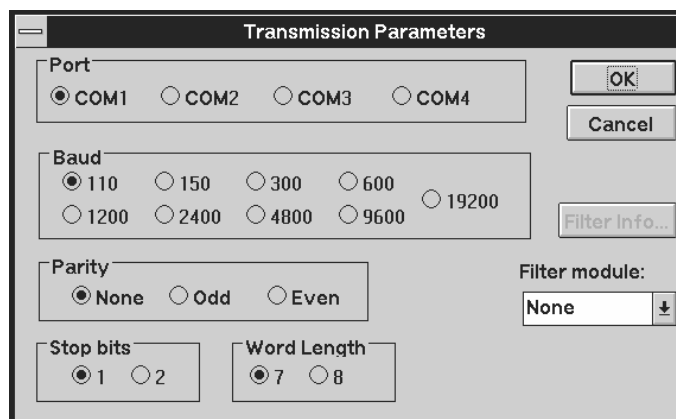 Transmission Parameters
Port
COM1 COM2 COM3 COM4
OK
Cancel
Baud
110 150 300 600
19200
1200 2400 4800 9600
Filter Info...
Parity
None Odd Even
Filter module:
None
Stop bits
1 2
Word Length
7 8